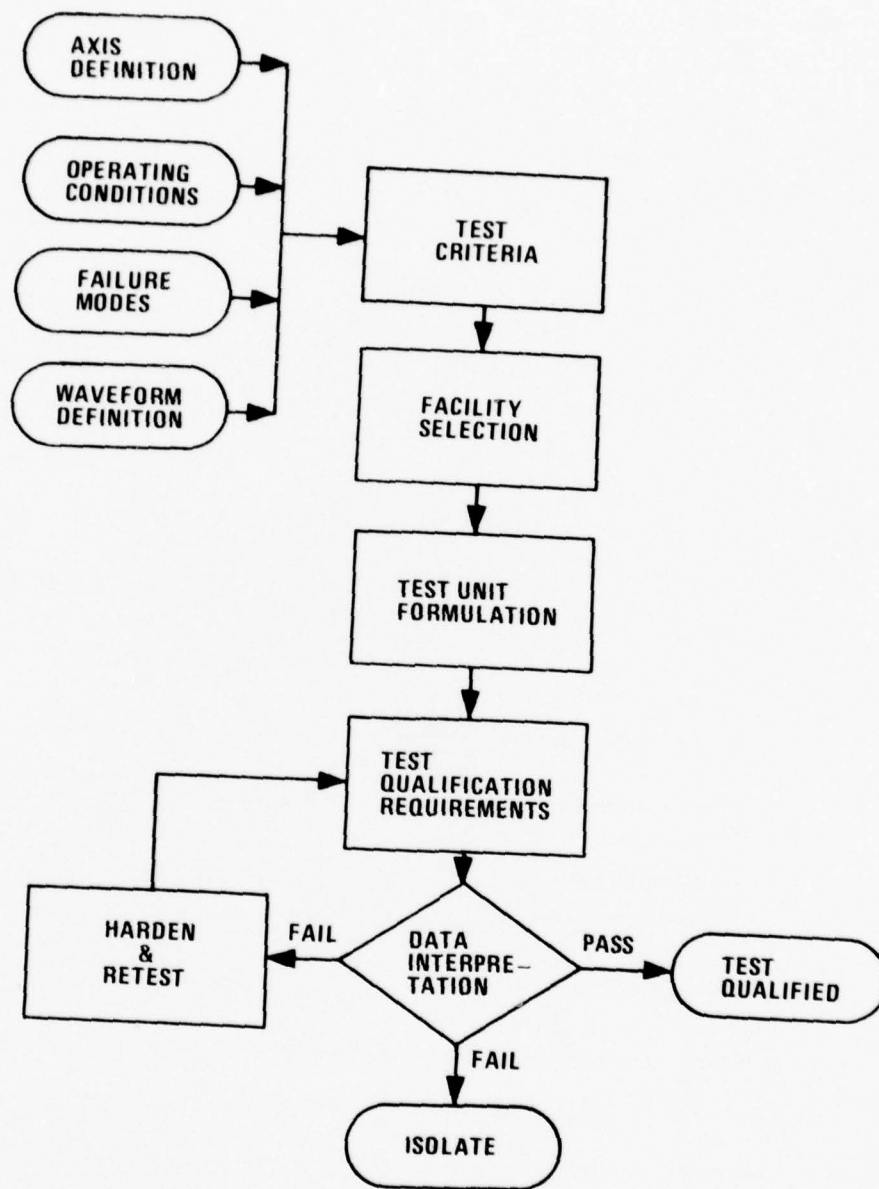 AXIS
DEFINITION
OPERATING
CONDITIONS
FAILURE
MODES
WAVEFORM
DEFINITION
TEST
CRITERIA
FACILITY
SELECTION
TEST UNIT
FORMULATION
TEST
QUALIFICATION
REQUIREMENTS
HARDEN
&
RETEST
FAIL
DATA
INTERPRE-
TATION
PASS
TEST
QUALIFIED
FAIL
ISOLATE